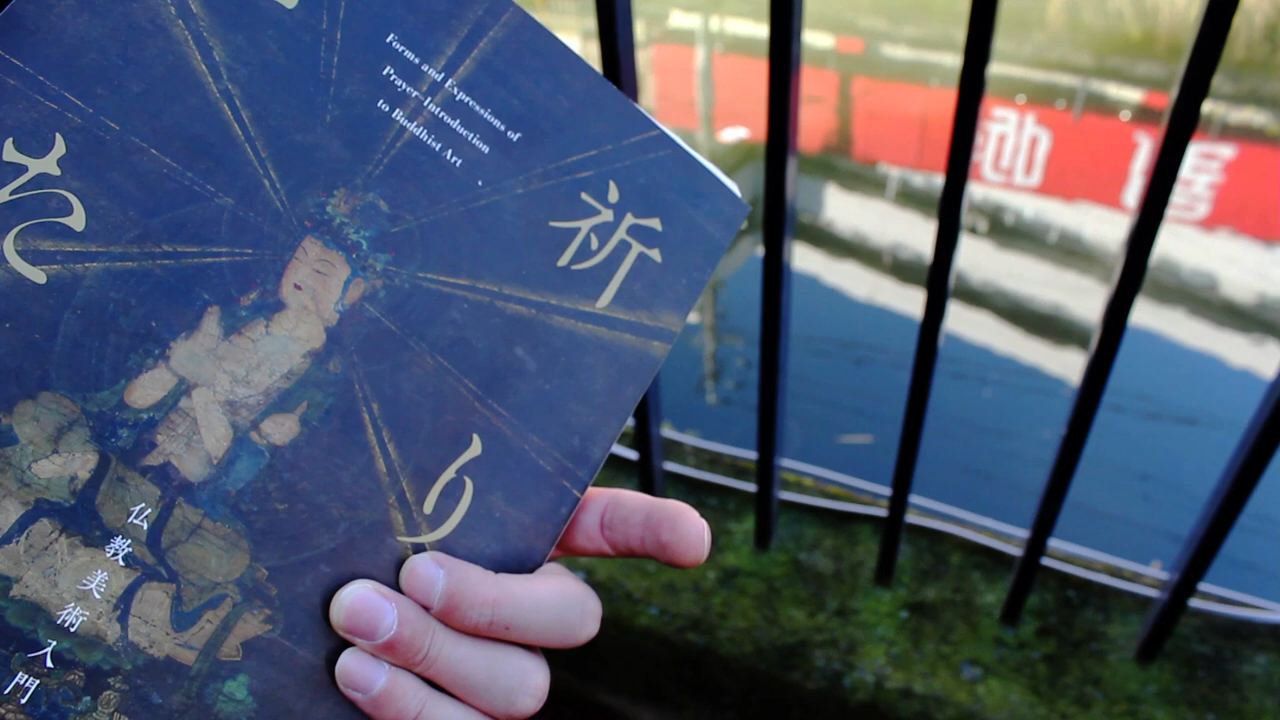 Forms and Expressions of
Prayer-Introduction
to Buddhist Art
祈
り
仏教美術入門